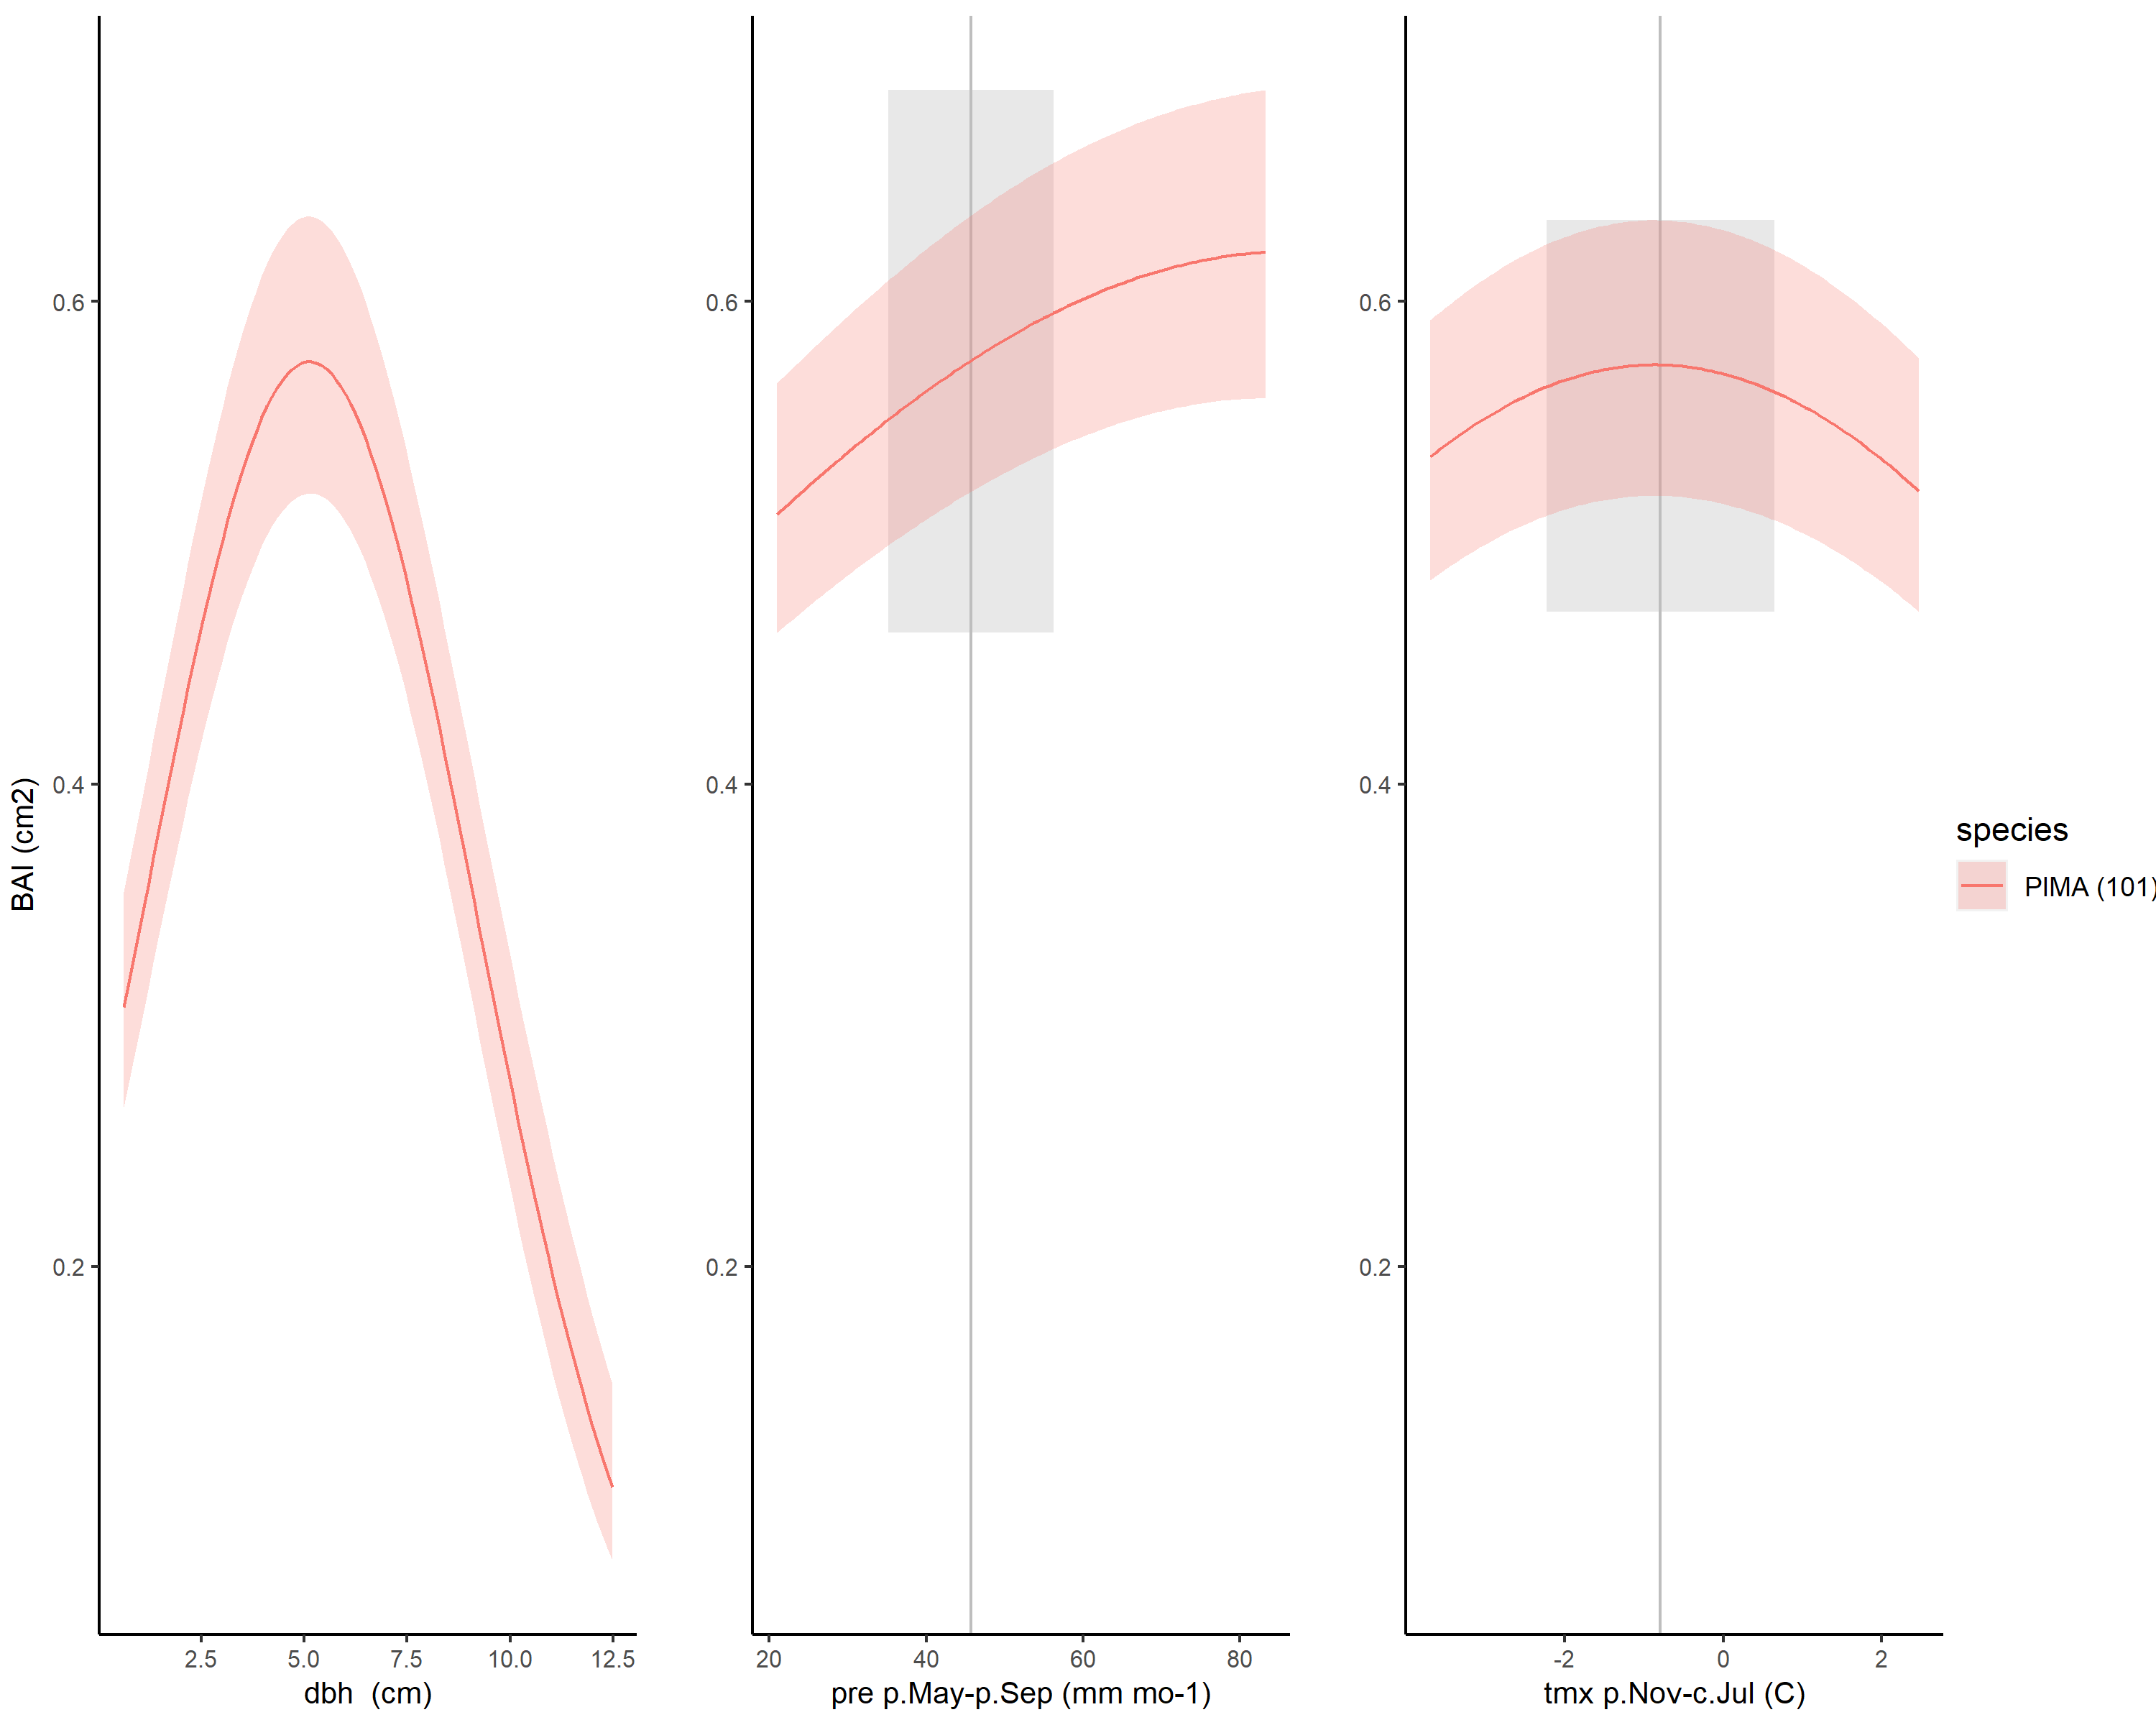 BAI (cm2)
0.6
0.4
0.2
2.5 5.0 7.5 10.0 12.5
dbh (cm)
0.6
0.4
0.2
20 40 60 80
pre p.May-p.Sep (mm mo-1)
0.6
0.4
0.2
-2 0 2
tmx p.Nov-c.Jul (C)
species
PIMA (101)